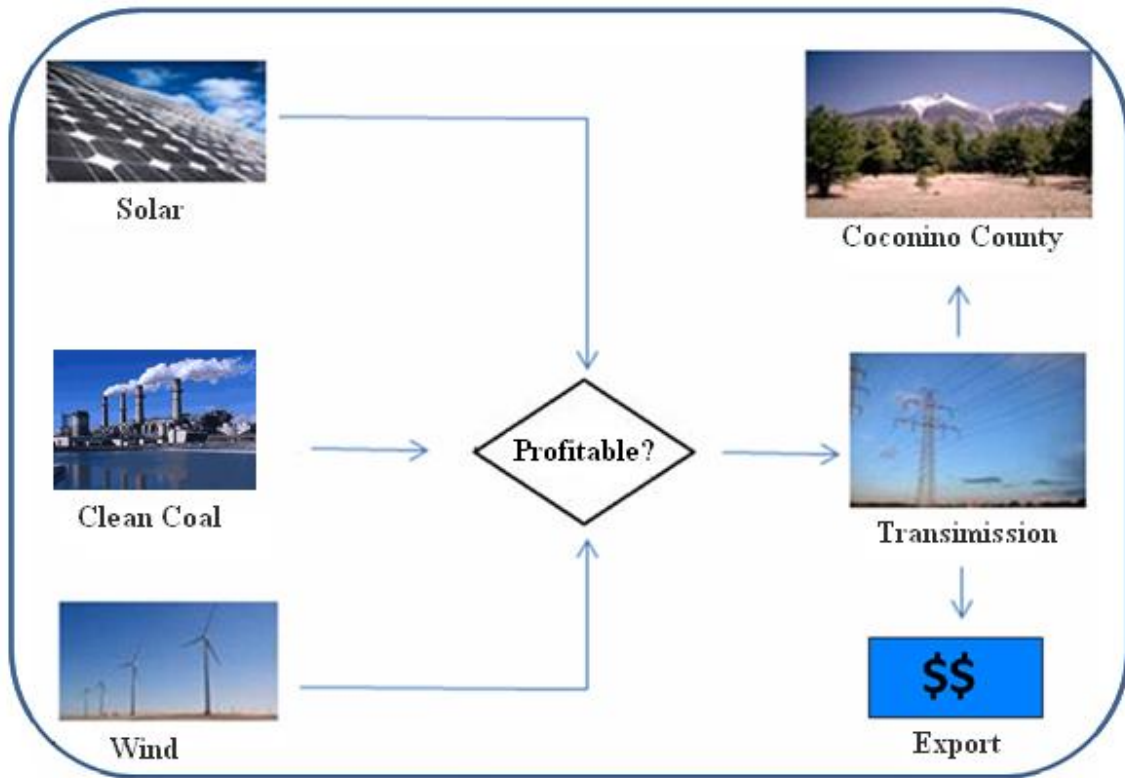 Solar
Coconino County
Profitable?
Clean Coal
Transimission
$$
Wind
Export